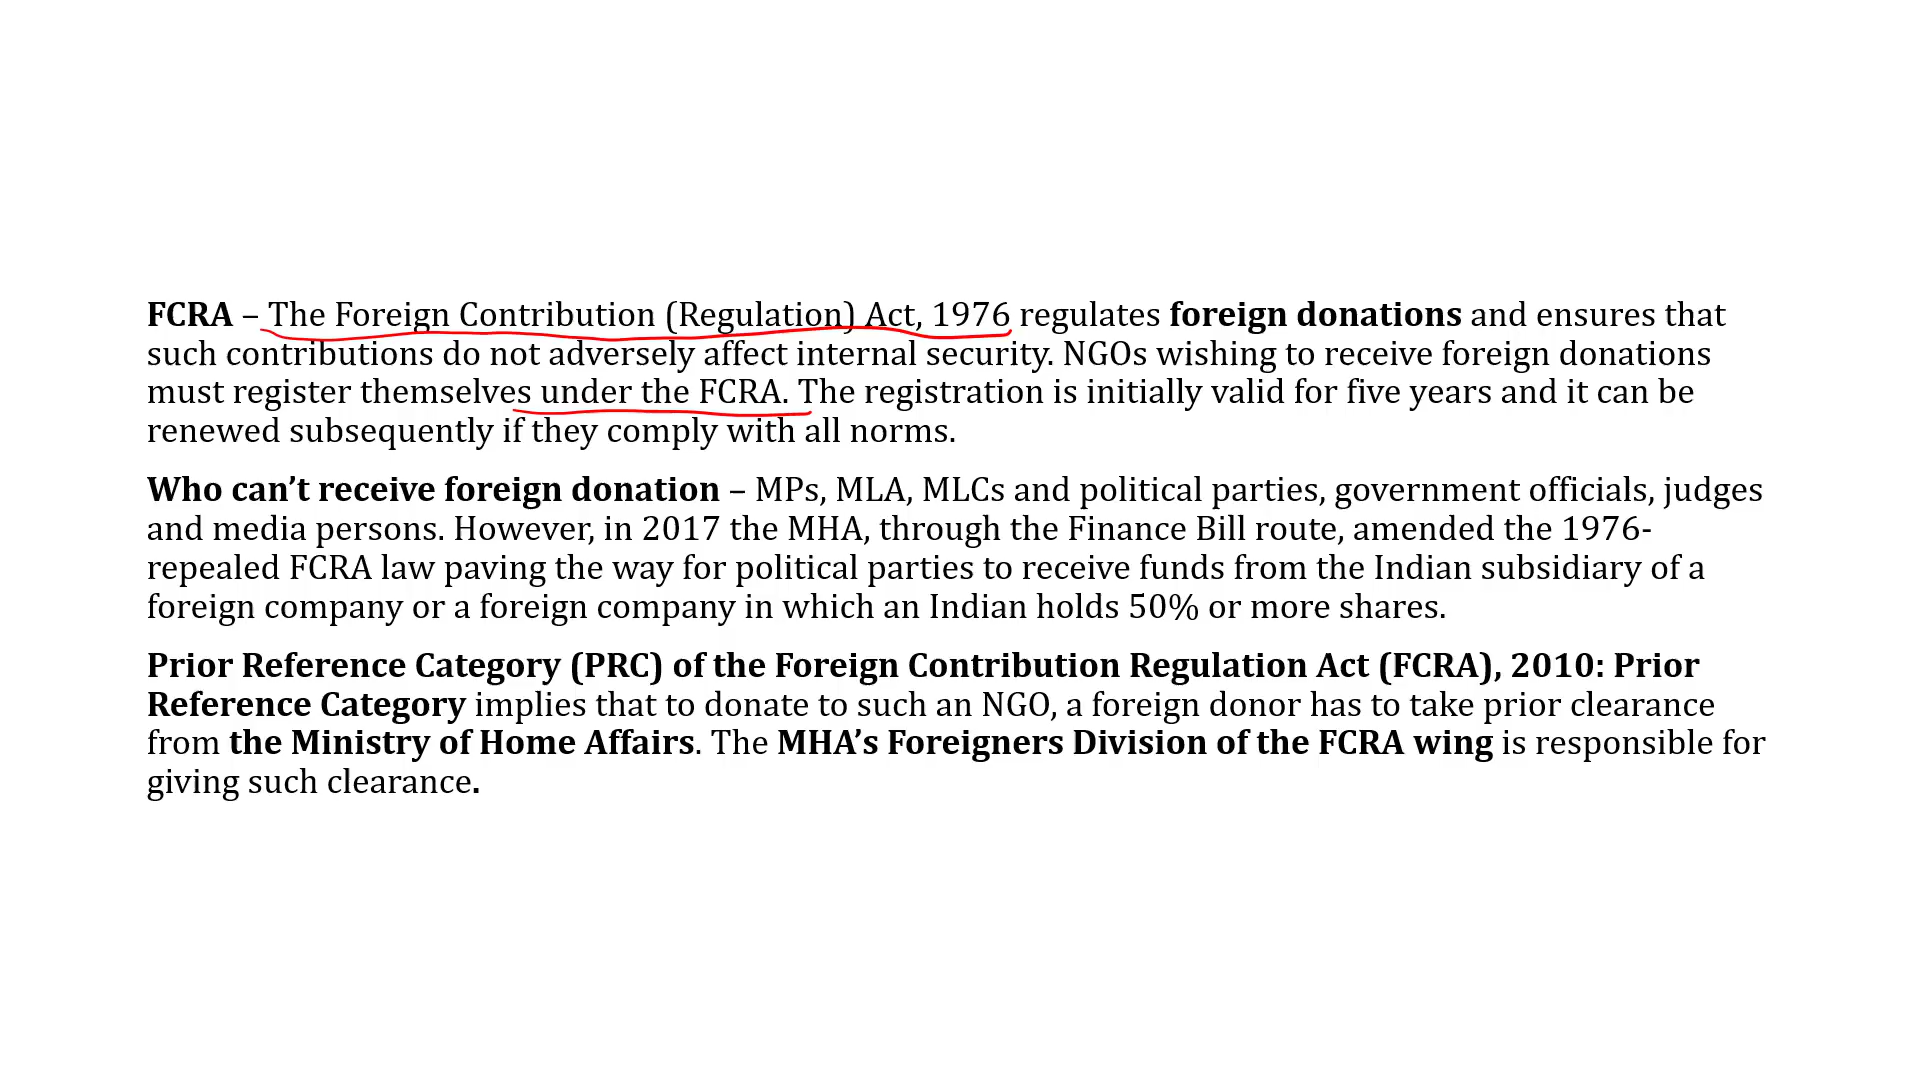 FCRA – The Foreign Contribution (Regulation) Act, 1976 regulates foreign donations and ensures that
such contributions do not adversely affect internal security. NGOs wishing to receive foreign donations
must register themselves under the FCRA. The registration is initially valid for five years and it can be
renewed subsequently if they comply with all norms.
Who can’t receive foreign donation – MPs, MLA, MLCs and political parties, government officials, judges
and media persons. However, in 2017 the MHA, through the Finance Bill route, amended the 1976-
repealed FCRA law paving the way for political parties to receive funds from the Indian subsidiary of a
foreign company or a foreign company in which an Indian holds 50% or more shares.
Prior Reference Category (PRC) of the Foreign Contribution Regulation Act (FCRA), 2010: Prior
Reference Category implies that to donate to such an NGO, a foreign donor has to take prior clearance
from the Ministry of Home Affairs. The MHA’s Foreigners Division of the FCRA wing is responsible for
giving such clearance.